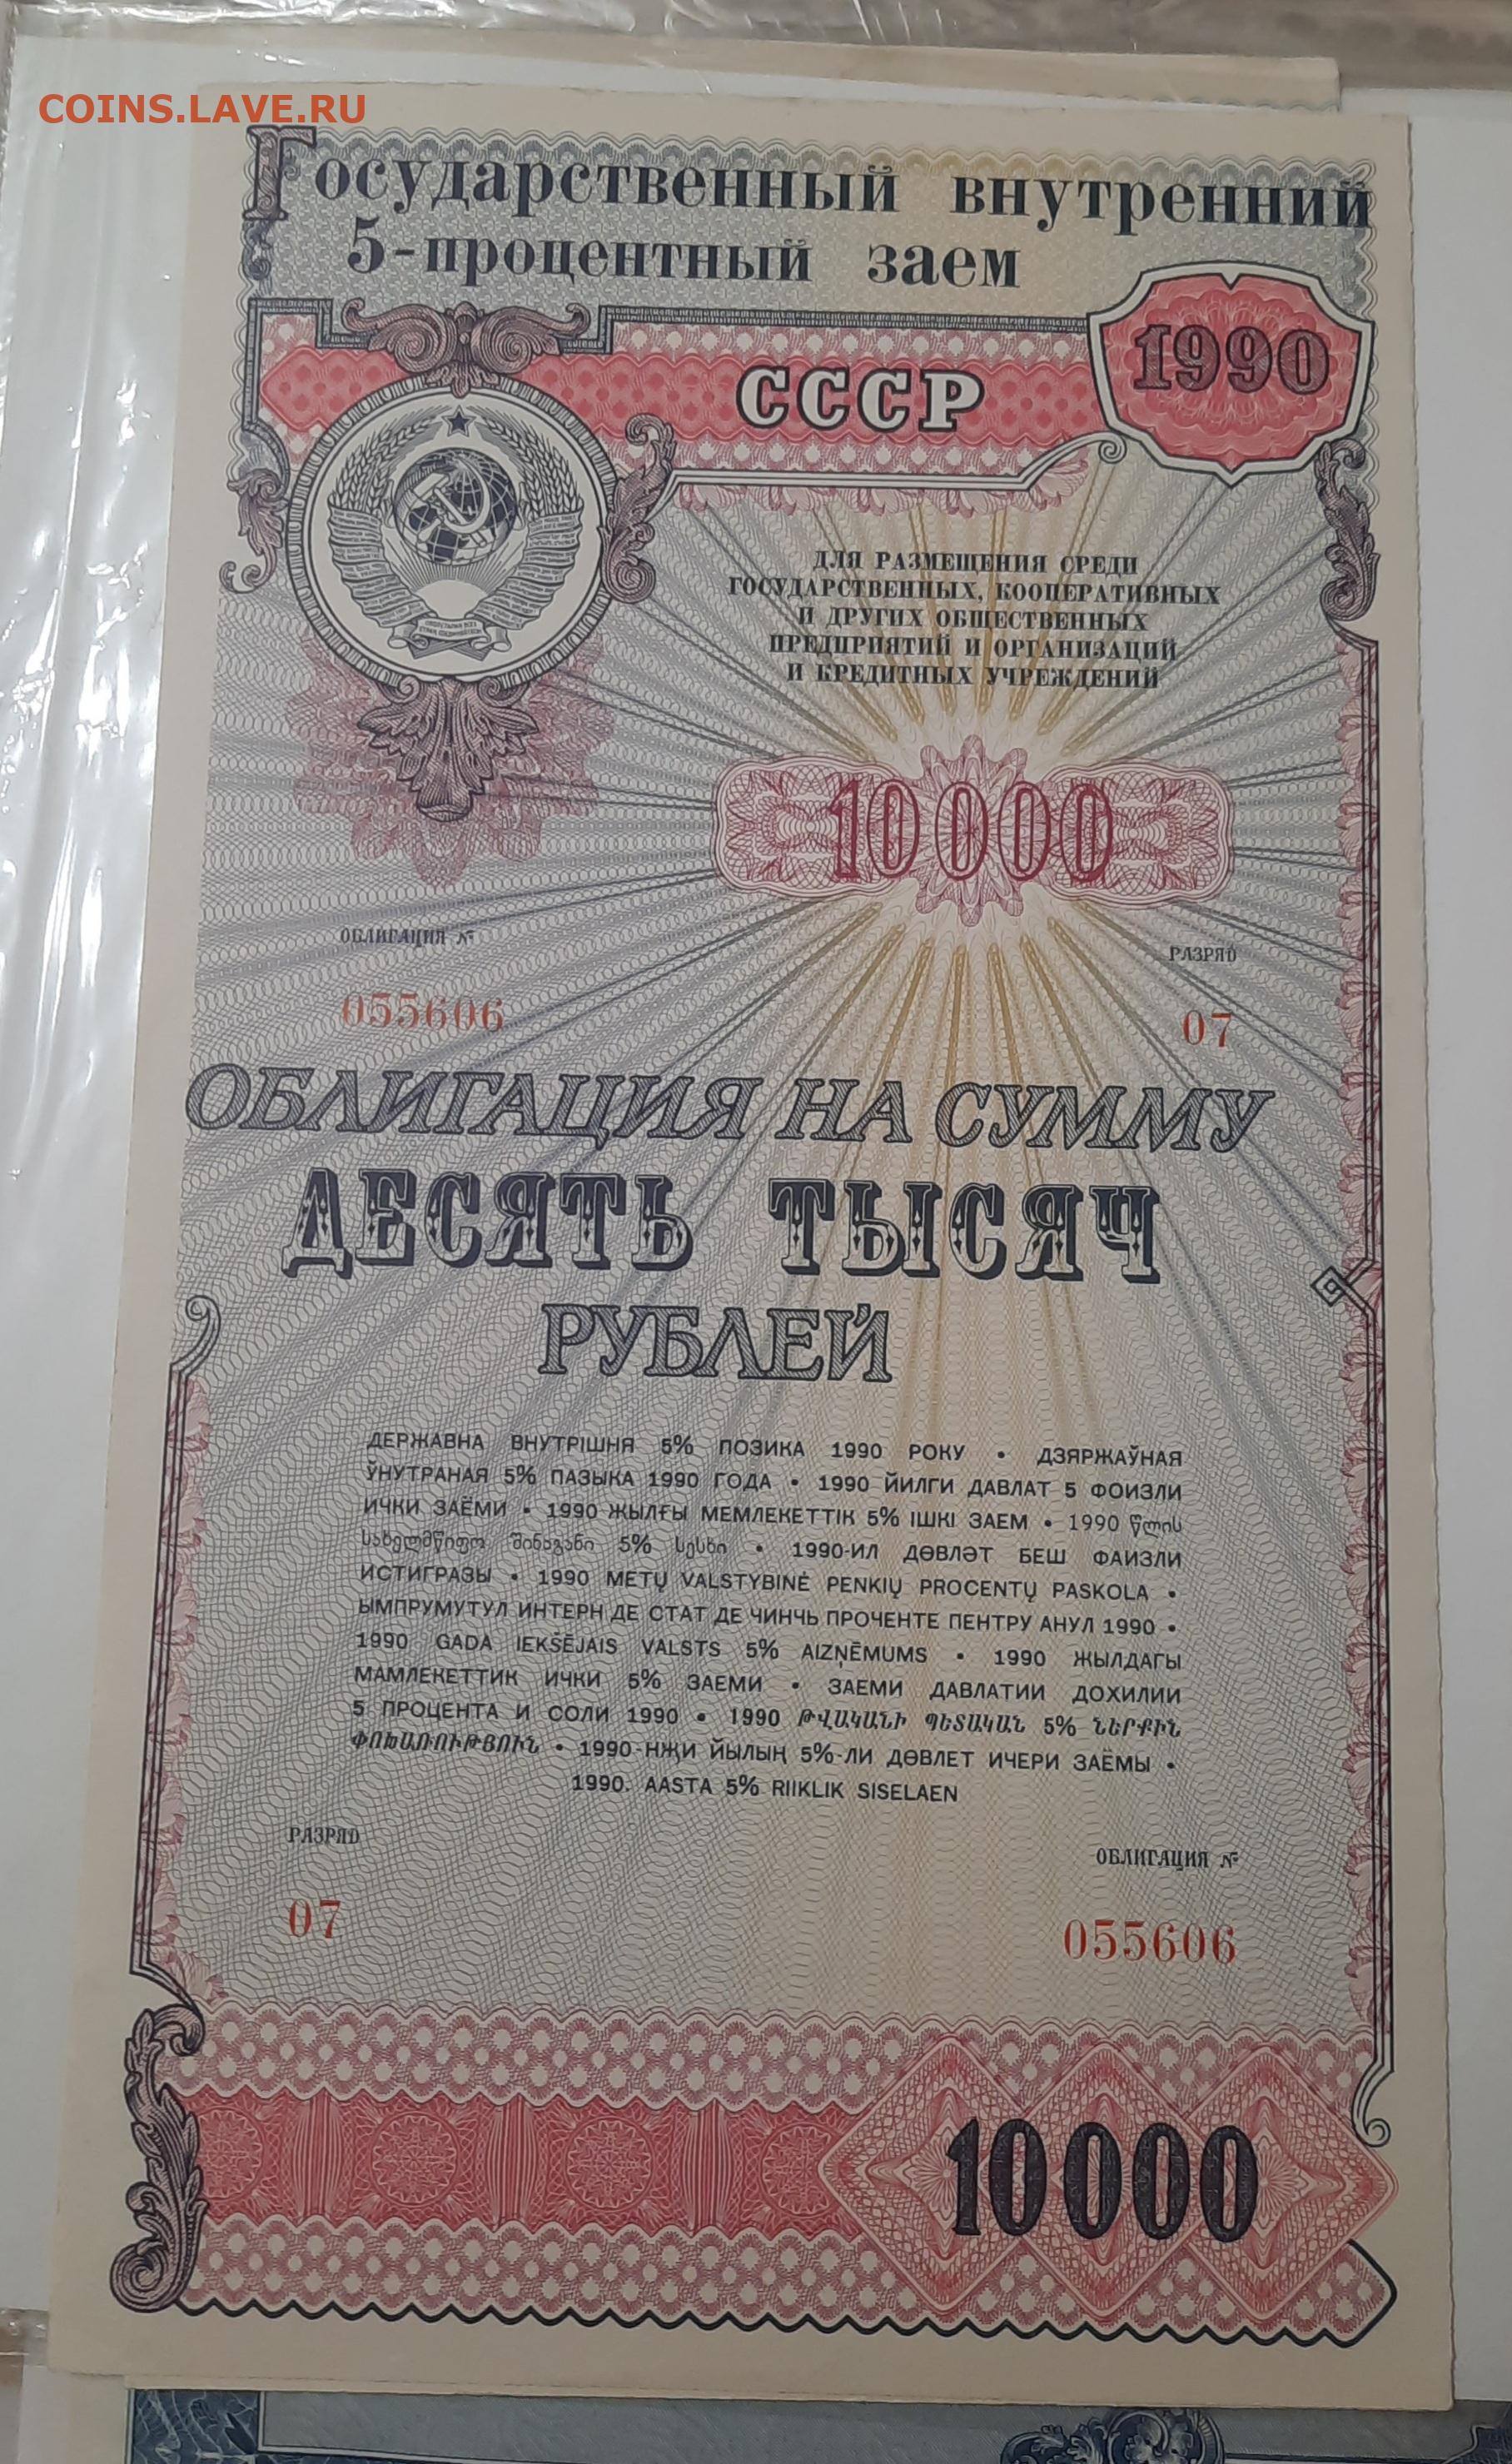 COINS.LAVE.RU
Государственный внутренний
5-процентный заем
СССР
1990
ДЛЯ РАЗМЕЩЕНИЯ СРЕДИ
ГОСУДАРСТВЕННЫХ, КООПЕРАТИВНЫХ
И ДРУГИХ ОБЩЕСТВЕННЫХ
ПРЕДПРИЯТИЙ И ОРГАНИЗАЦИЙ
И КРЕДИТНЫХ УЧРЕЖДЕНИЙ
10000
ОБЛИГАЦИЯ №
РАЗРЯД
055606
07
ОБЛИГАЦИЯ НА СУММУ
ДЕСЯТЬ ТЫСЯЧ
РУБЛЕЙ
ДЕРЖАВНА ВНУТРІШНЯ 5% ПОЗИКА 1990 РОКУ • ДЗЯРЖАЎНАЯ
ЎНУТРАНАЯ 5% ПАЗЫКА 1990 ГОДА • 1990 ЙИЛГИ ДАВЛАТ 5 ФОИЗЛИ
ИЧКИ ЗАЁМИ • 1990 ЖЫЛҒЫ МЕМЛЕКЕТТІК 5% ІШКІ ЗАЕМ • 1990 წლის
სახელმწიფო შინაგანი 5% სესხი • 1990-ИЛ ДӨВЛӘТ БЕШ ФАИЗЛИ
ИСТИГРАЗЫ • 1990 METŲ VALSTYBINĖ PENKIŲ PROCENTŲ PASKOLA •
ЫМПРУМУТУЛ ИНТЕРН ДЕ СТАТ ДЕ ЧИНЧЬ ПРОЧЕНТЕ ПЕНТРУ АНУЛ 1990 •
1990 GADA IEKŠĒJAIS VALSTS 5% AIZŅĒMUMS • 1990 ЖЫЛДАГЫ
МАМЛЕКЕТТИК ИЧКИ 5% ЗАЕМИ • ЗАЕМИ ДАВЛАТИИ ДОХИЛИИ
5 ПРОЦЕНТА И СОЛИ 1990 • 1990 ԹՎԱԿԱՆԻ ՊԵՏԱԿԱՆ 5% ՆԵՐՔԻՆ
ՓՈԽԱՌՈՒԹՅՈՒՆ • 1990-НҖИ ЙЫЛЫҢ 5%-ЛИ ДӨВЛЕТ ИЧЕРИ ЗАЁМЫ •
1990. AASTA 5% RIIKLIK SISELAEN
РАЗРЯД
ОБЛИГАЦИЯ №
07
055606
10000